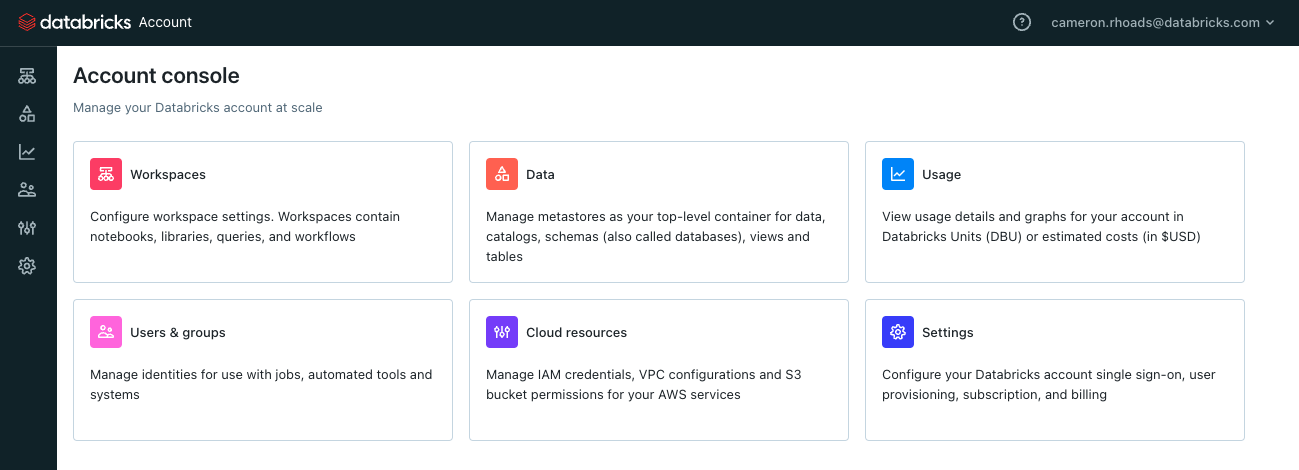 databricks Account
cameron.rhoads@databricks.com
Account console
Manage your Databricks account at scale
Workspaces
Configure workspace settings. Workspaces contain
notebooks, libraries, queries, and workflows
Data
Manage metastores as your top-level container for data,
catalogs, schemas (also called databases), views and
tables
Usage
View usage details and graphs for your account in
Databricks Units (DBU) or estimated costs (in $USD)
Users & groups
Manage identities for use with jobs, automated tools and
systems
Cloud resources
Manage IAM credentials, VPC configurations and S3
bucket permissions for your AWS services
Settings
Configure your Databricks account single sign-on, user
provisioning, subscription, and billing